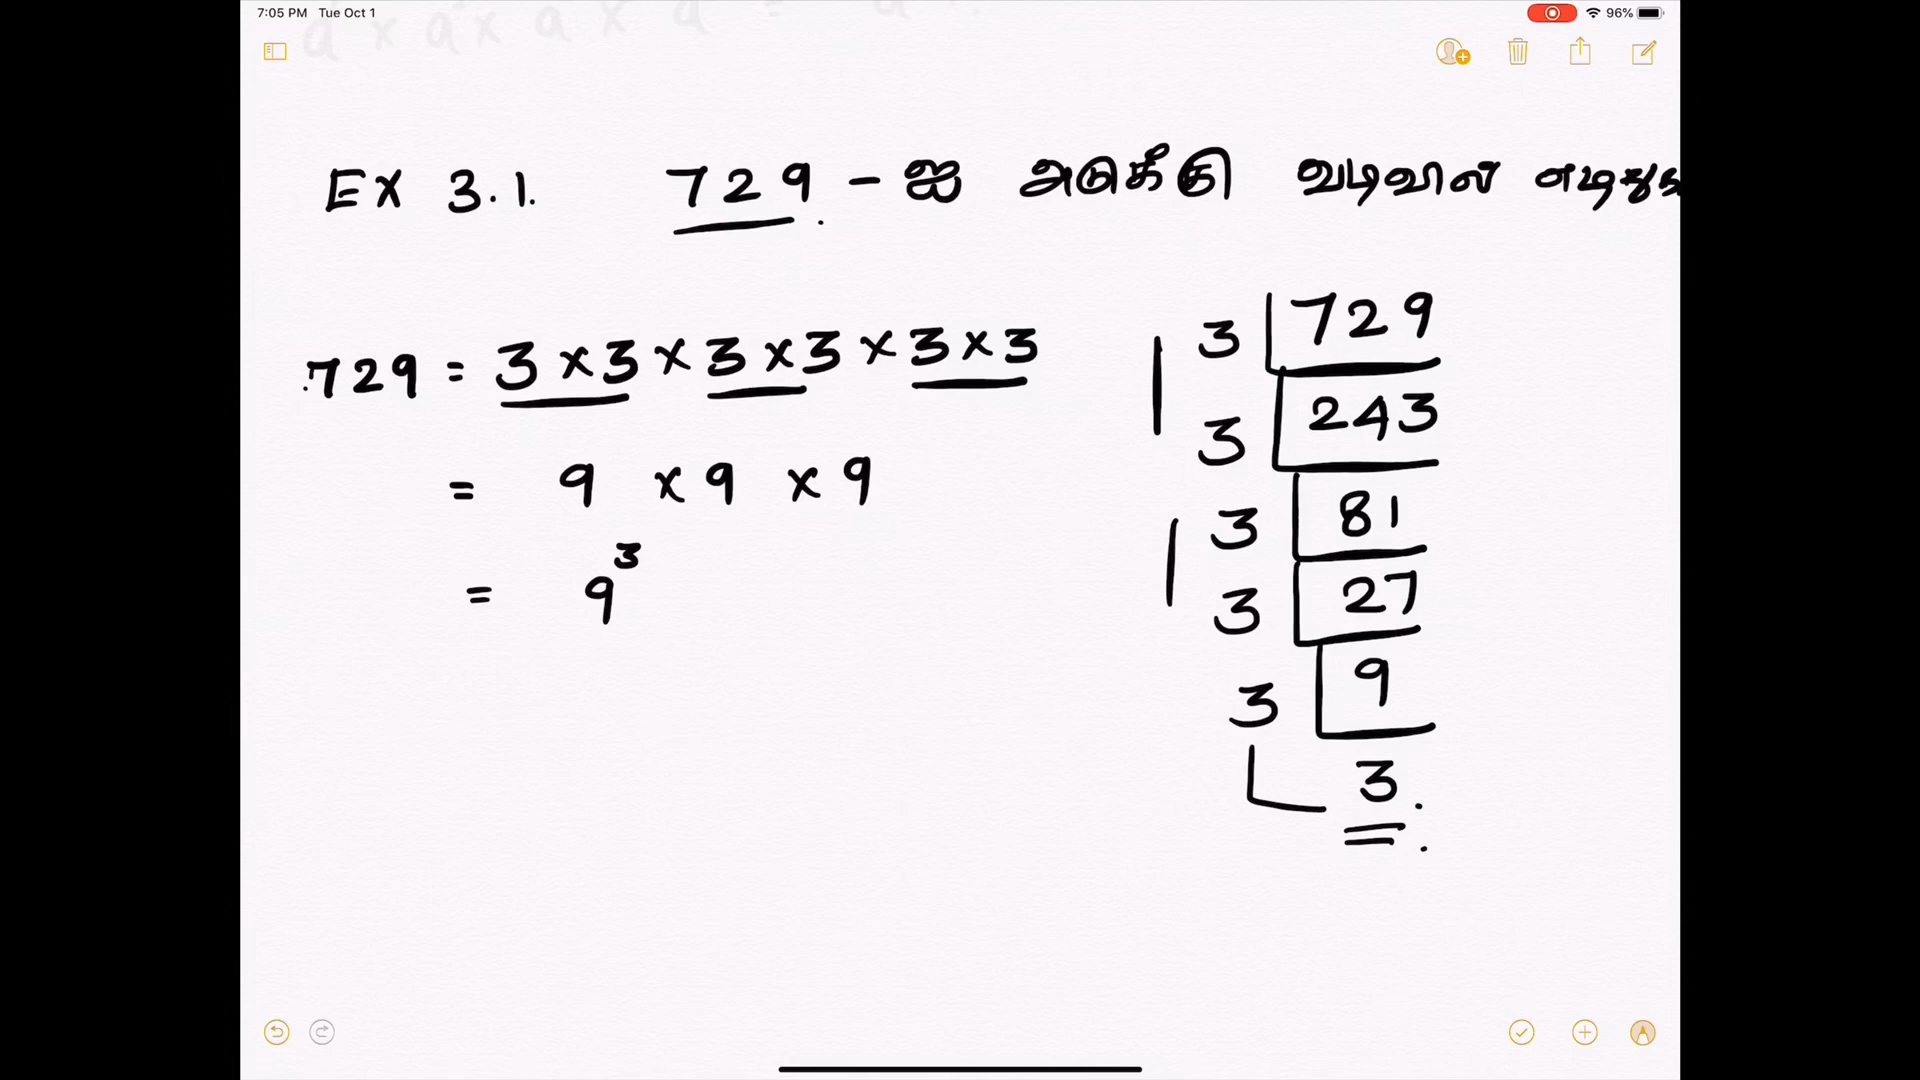 7:05 PM Tue Oct 1
96%
Ex 3.1. 729 - ஐ அடுக்கு வடிவில் எழுதுக
729 = 3 × 3 × 3 × 3 × 3 × 3
= 9 × 9 × 9
= 9³
3 729
3 243
3 81
3 27
3 9
3